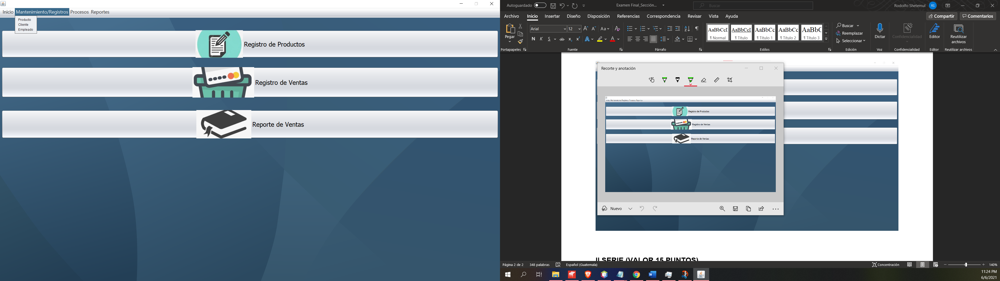 Inicio Mantenimiento/Registros Procesos Reportes
Producto
Cliente
Empleado
Registro de Productos
Registro de Ventas
Reporte de Ventas
Autoguardado
Examen Final_Sección...
Buscar
Rodolfo Shetemul RS
Archivo Inicio Insertar Diseño Disposición Referencias Correspondencia Revisar Vista Ayuda
Compartir Comentarios
Pegar
Portapapeles
Arial 12
Aa
N K S ab x₂ x² A A
Fuente
Párrafo
AaBbCcI AaBbCcI AaBbCc AaBbCc AaBbC
¶ Normal ¶ Título ¶ Título 1 ¶ Título 2 ¶ Título 3
Estilos
Buscar
Reemplazar
Seleccionar
Edición
Dictar
Voz
Confidencialidad
Confidencialidad
Editor
Editor
Reutilizar archivos
Reutilizar archivos
Recorte y anotación
Registro de Productos
Registro de Ventas
Reporte de Ventas
Nuevo
II SERIE (VALOR 15 PUNTOS)
Página 2 de 2 348 palabras Español (Guatemala)
Concentración
140%
11:24 PM
6/6/2021